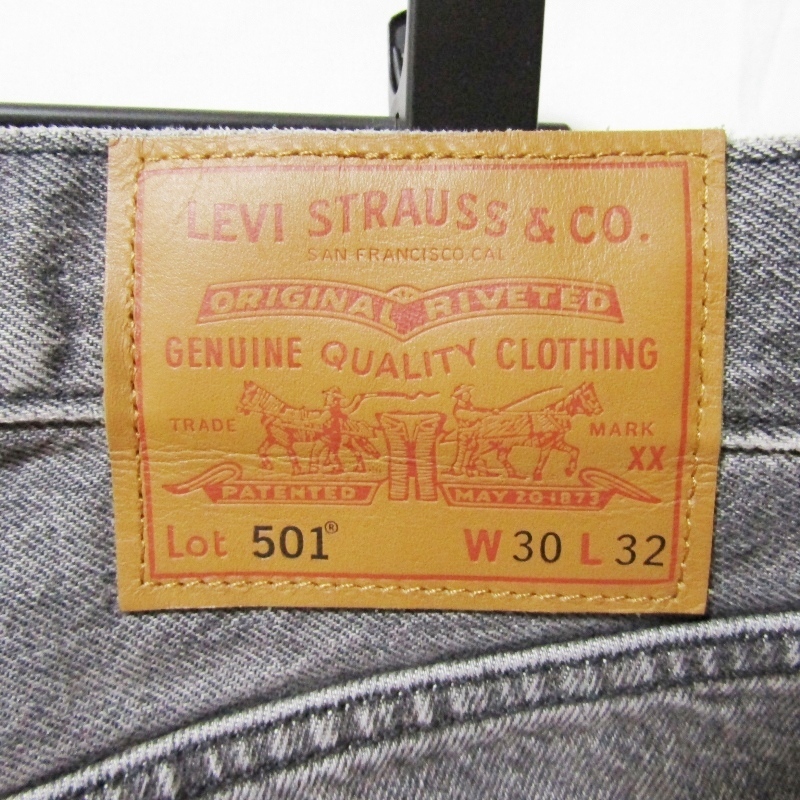 LEVI STRAUSS & CO.
SAN FRANCISCO, CAL
ORIGINAL RIVETED
GENUINE QUALITY CLOTHING
TRADE MARK
XX
PATENTED MAY 20 1873
Lot 501® W 30 L 32